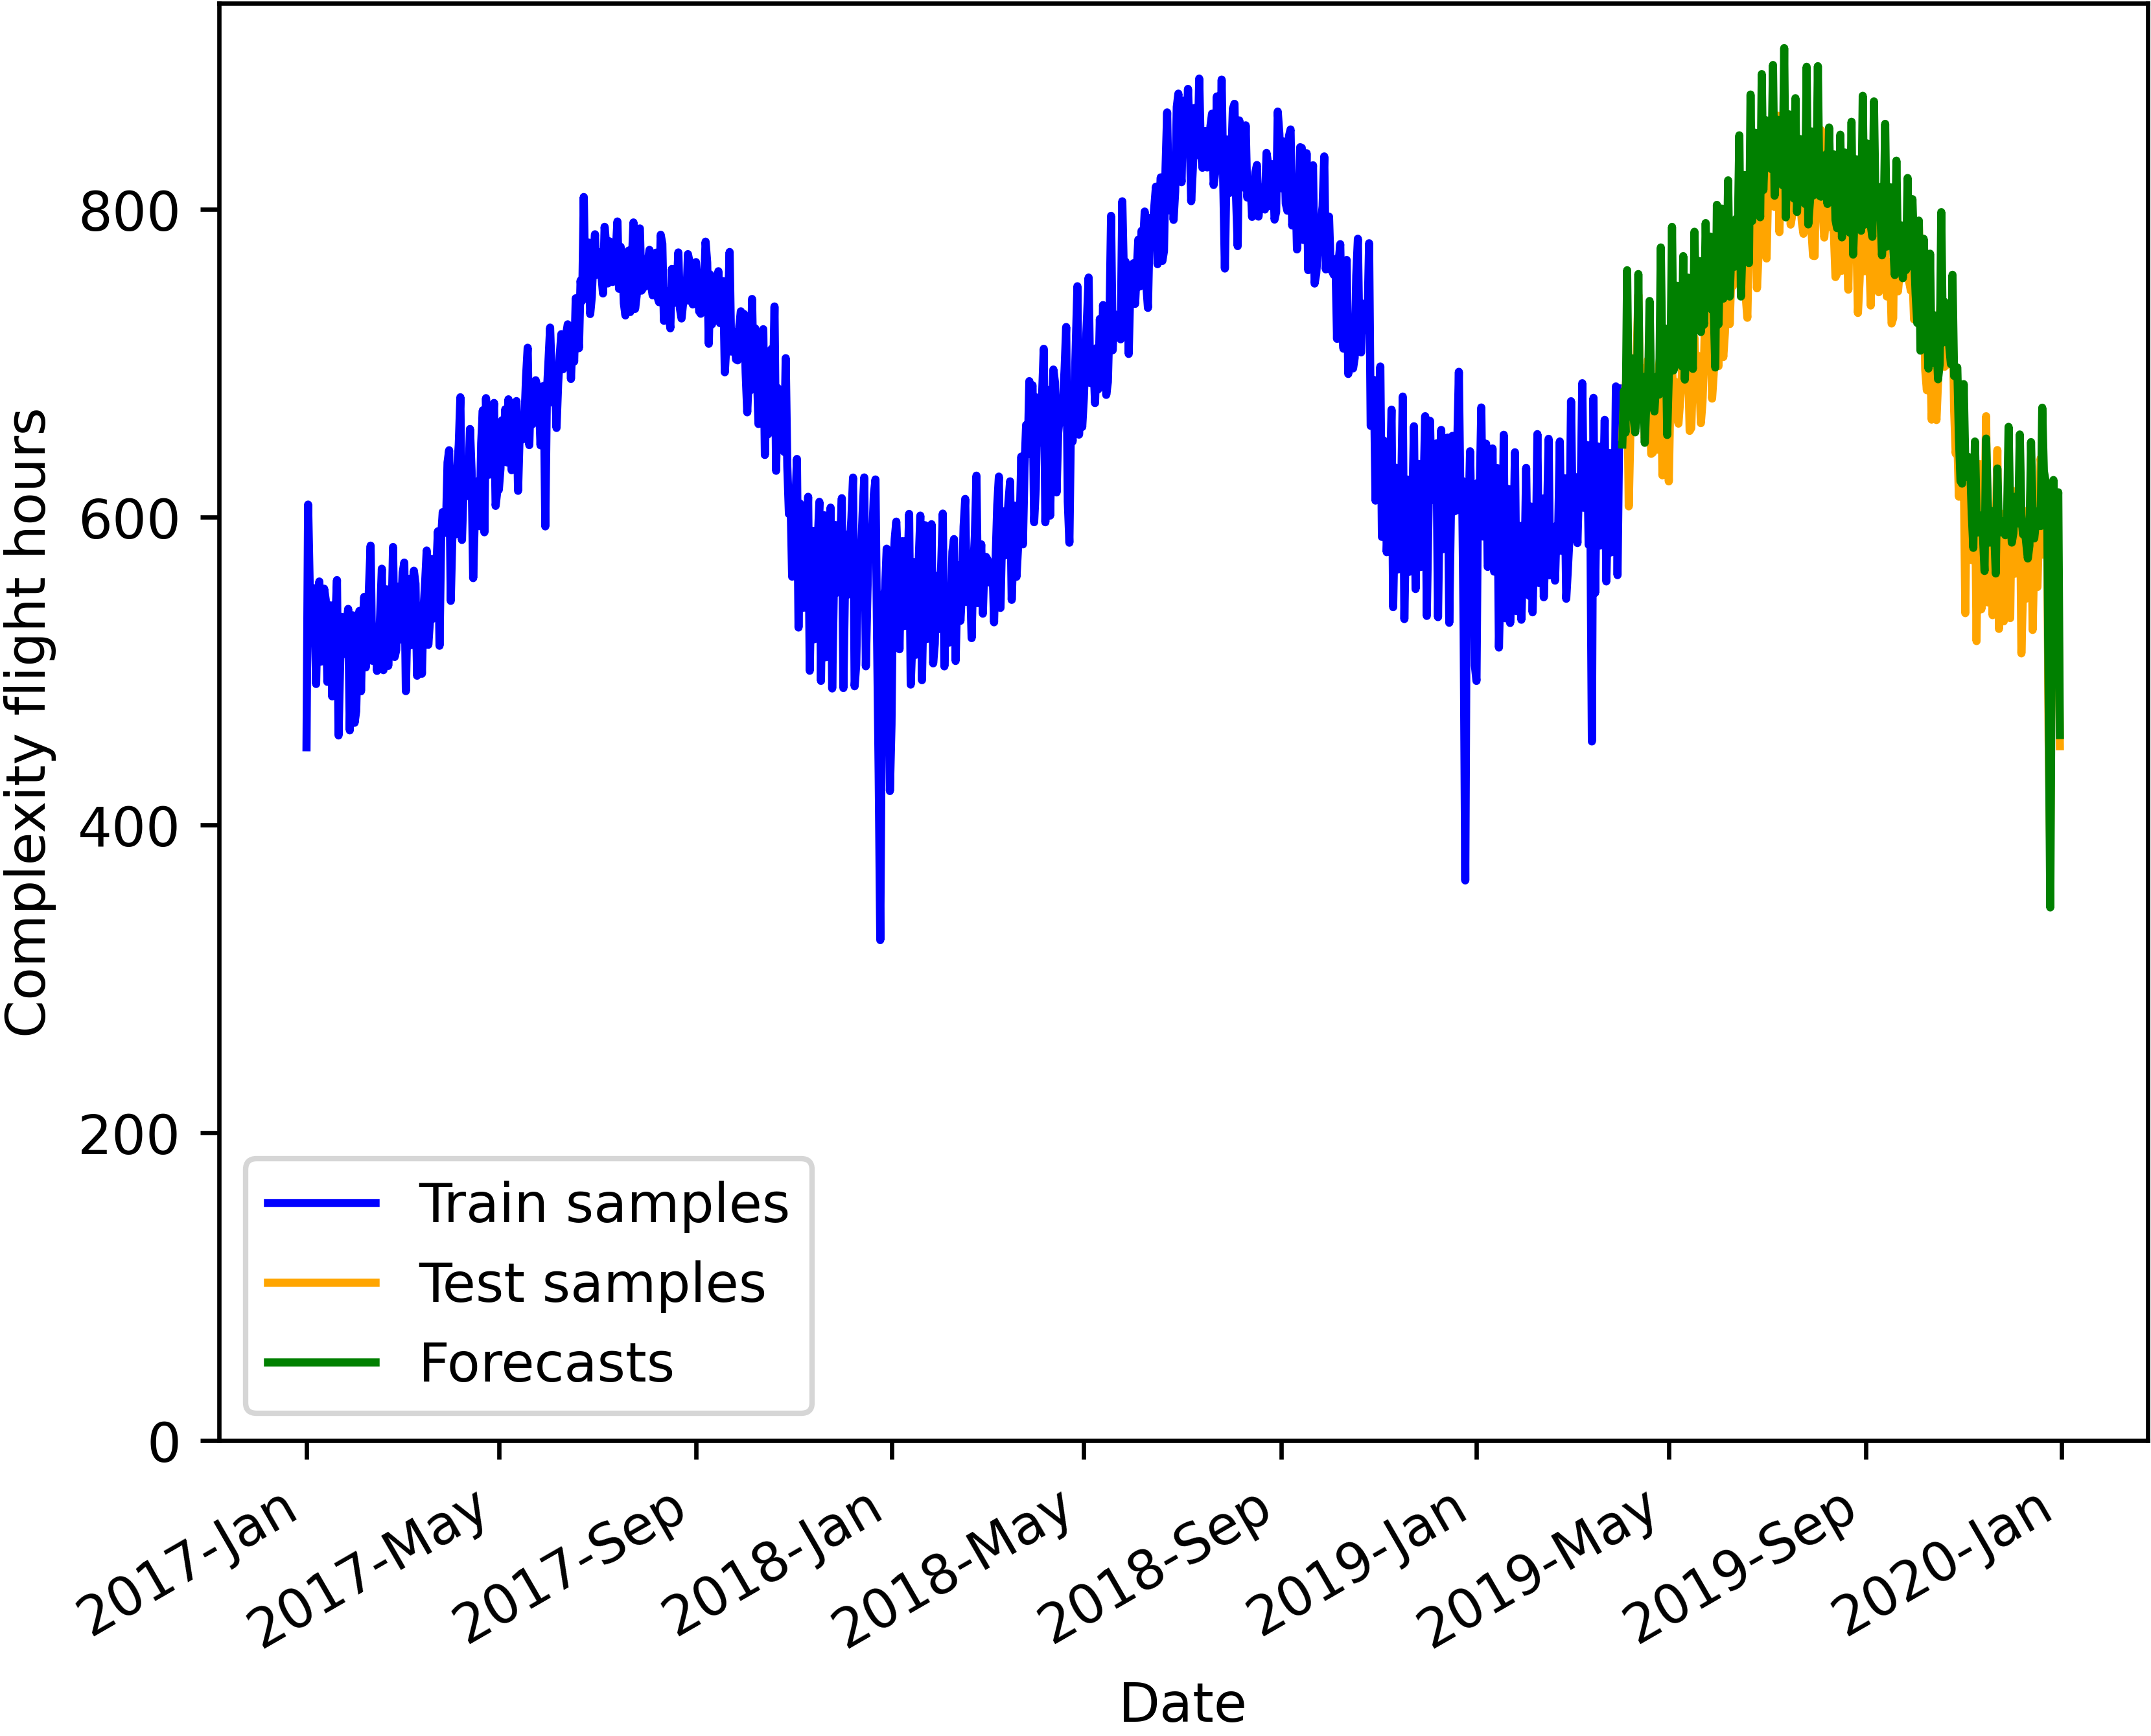 Complexity flight hours
800
600
400
200
0
Train samples
Test samples
Forecasts
2017-Jan
2017-May
2017-Sep
2018-Jan
2018-May
2018-Sep
2019-Jan
2019-May
2019-Sep
2020-Jan
Date